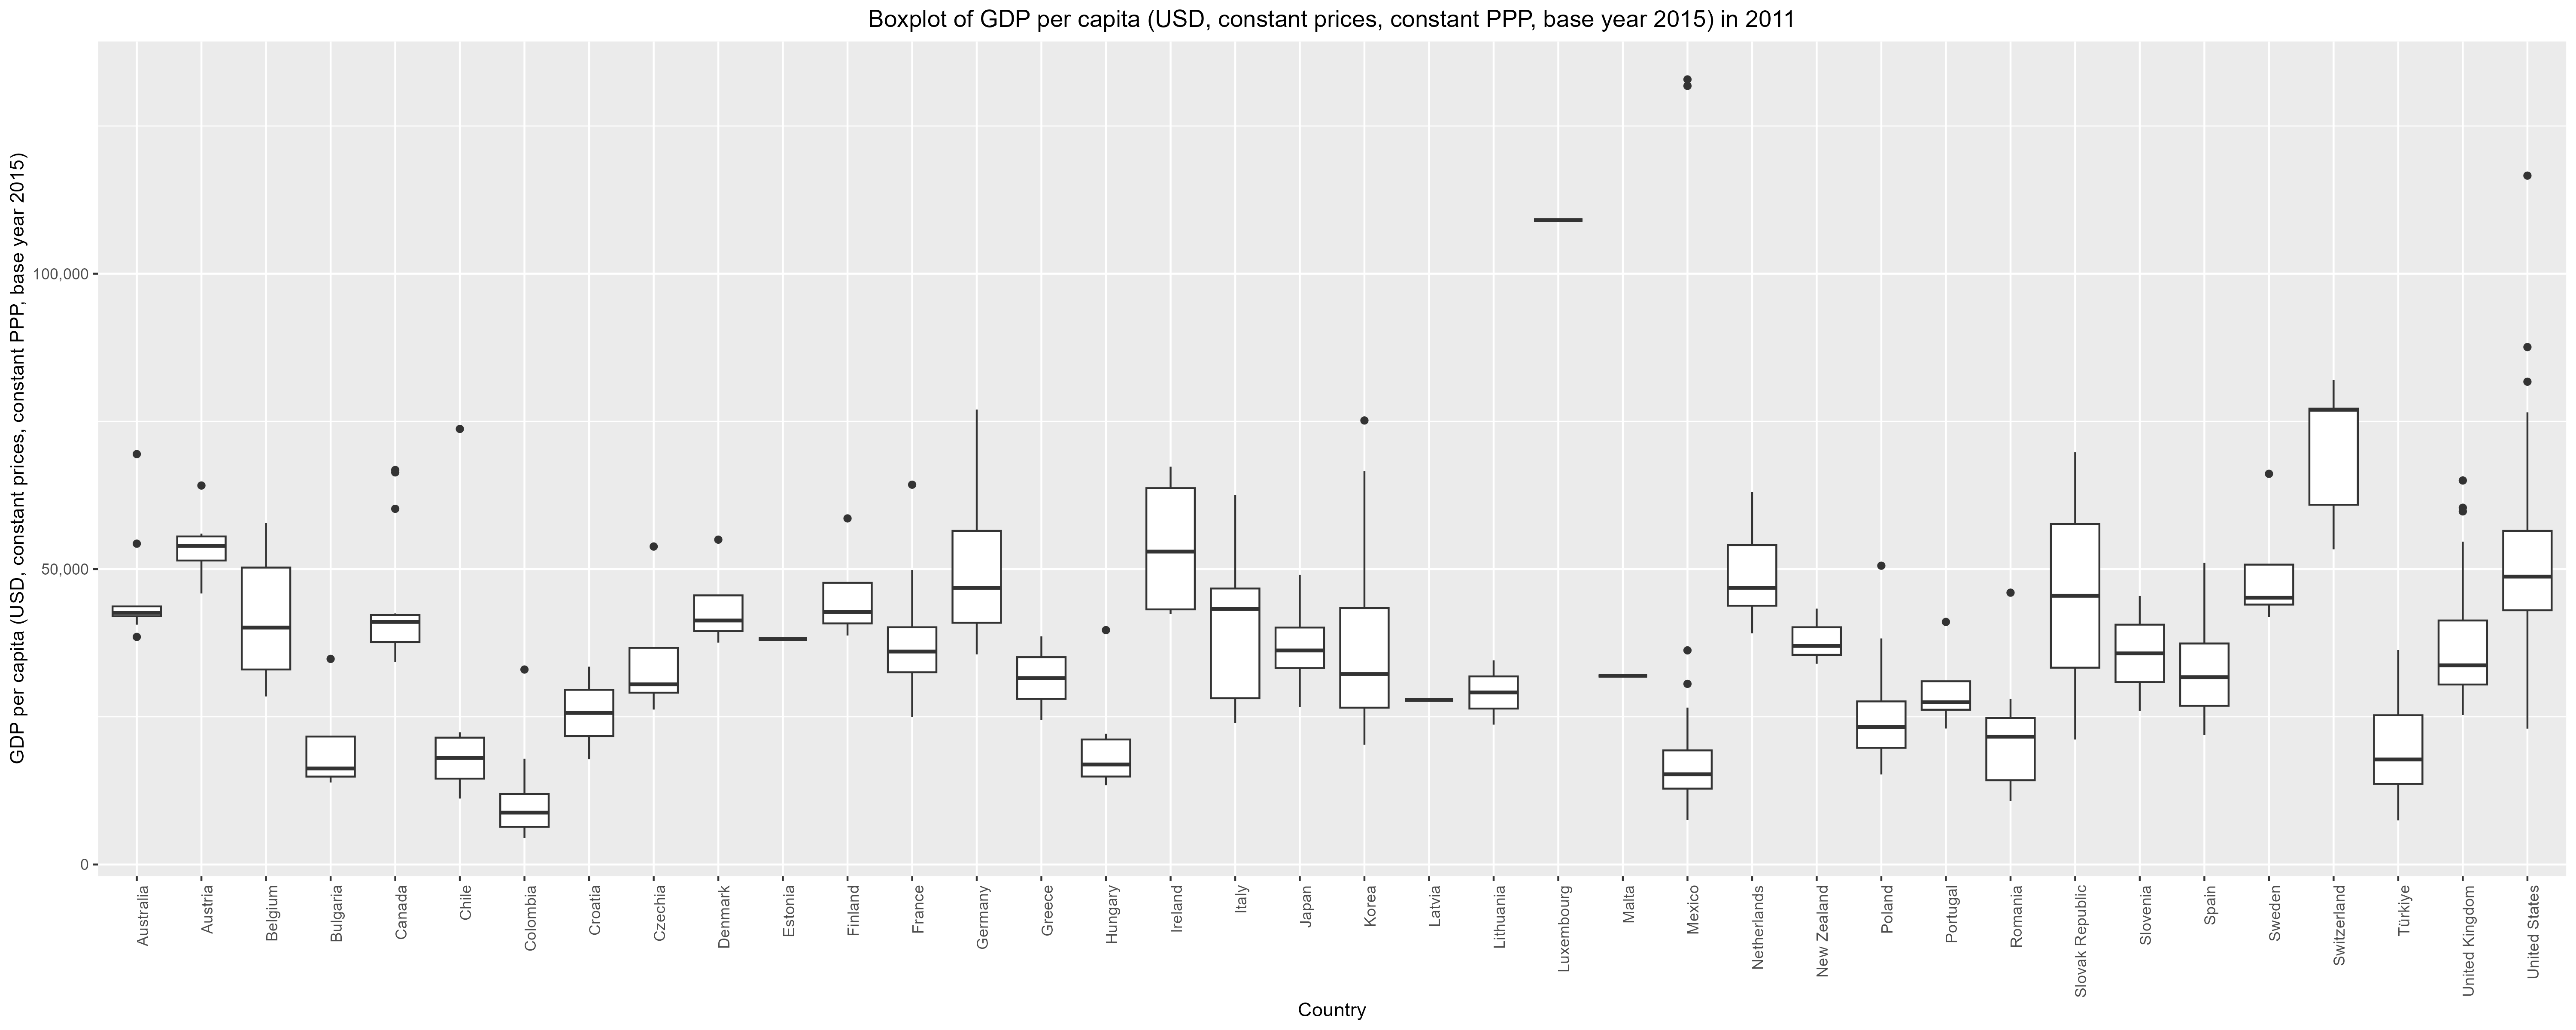 Boxplot of GDP per capita (USD, constant prices, constant PPP, base year 2015) in 2011
GDP per capita (USD, constant prices, constant PPP, base year 2015)
100,000
50,000
0
Australia
Austria
Belgium
Bulgaria
Canada
Chile
Colombia
Croatia
Czechia
Denmark
Estonia
Finland
France
Germany
Greece
Hungary
Ireland
Italy
Japan
Korea
Latvia
Lithuania
Luxembourg
Malta
Mexico
Netherlands
New Zealand
Poland
Portugal
Romania
Slovak Republic
Slovenia
Spain
Sweden
Switzerland
Türkiye
United Kingdom
United States
Country